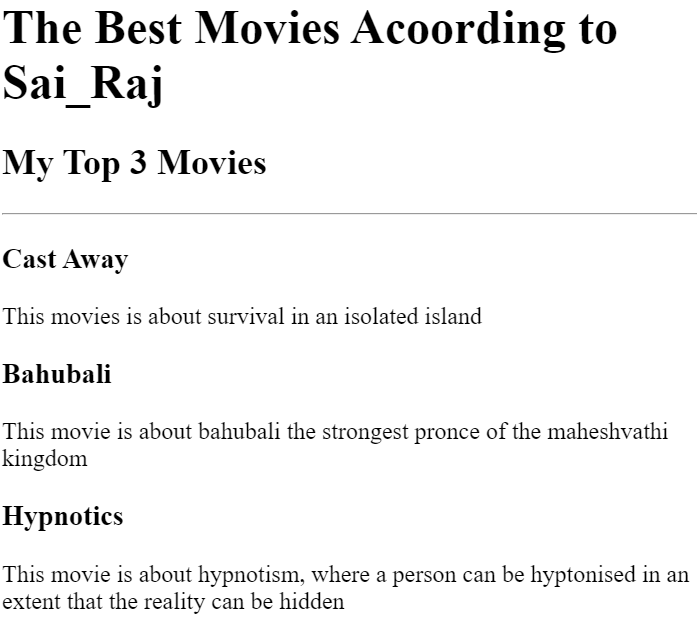 The Best Movies Acoording to
Sai_Raj
My Top 3 Movies
Cast Away
This movies is about survival in an isolated island
Bahubali
This movie is about bahubali the strongest pronce of the maheshvathi
kingdom
Hypnotics
This movie is about hypnotism, where a person can be hyptonised in an
extent that the reality can be hidden